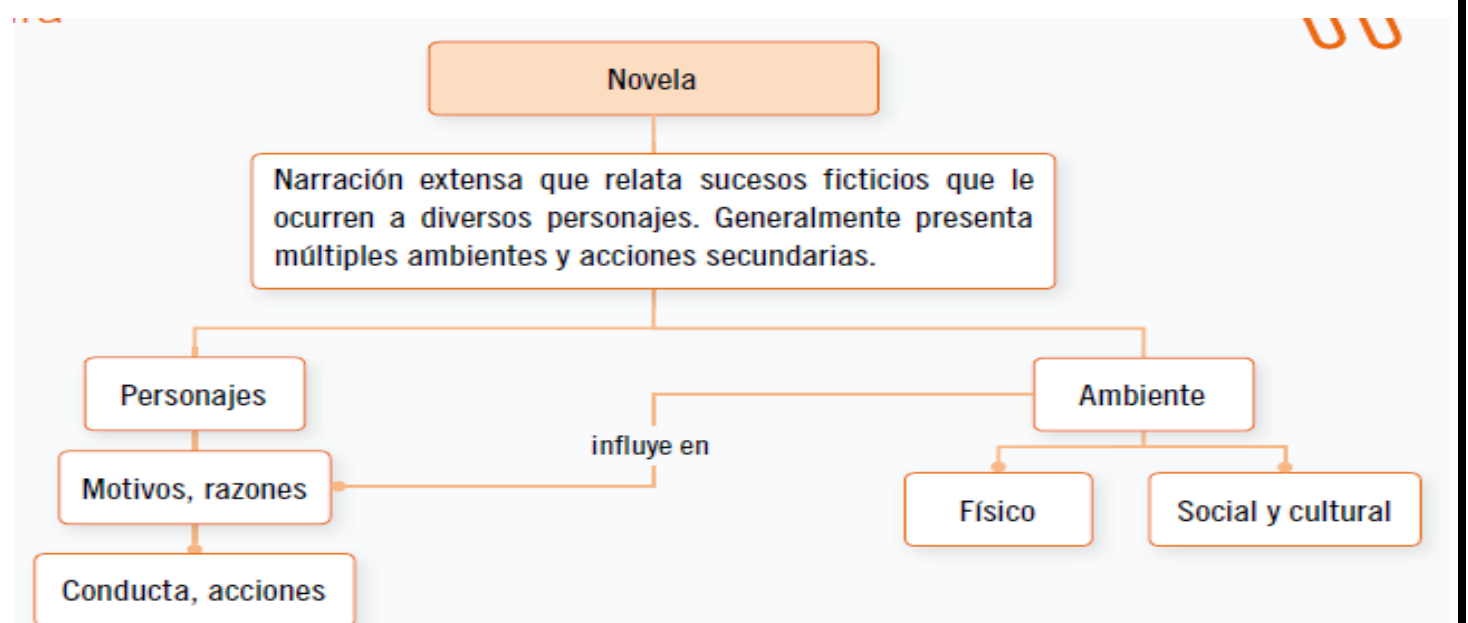 Novela
Narración extensa que relata sucesos ficticios que le
ocurren a diversos personajes. Generalmente presenta
múltiples ambientes y acciones secundarias.
Personajes
Ambiente
influye en
Motivos, razones
Físico
Social y cultural
Conducta, acciones